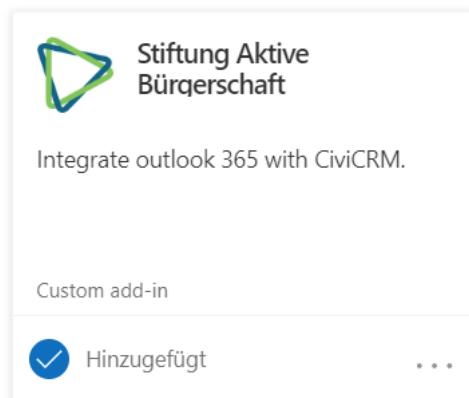 Stiftung Aktive
Bürgerschaft
Integrate outlook 365 with CiviCRM.
Custom add-in
Hinzugefügt